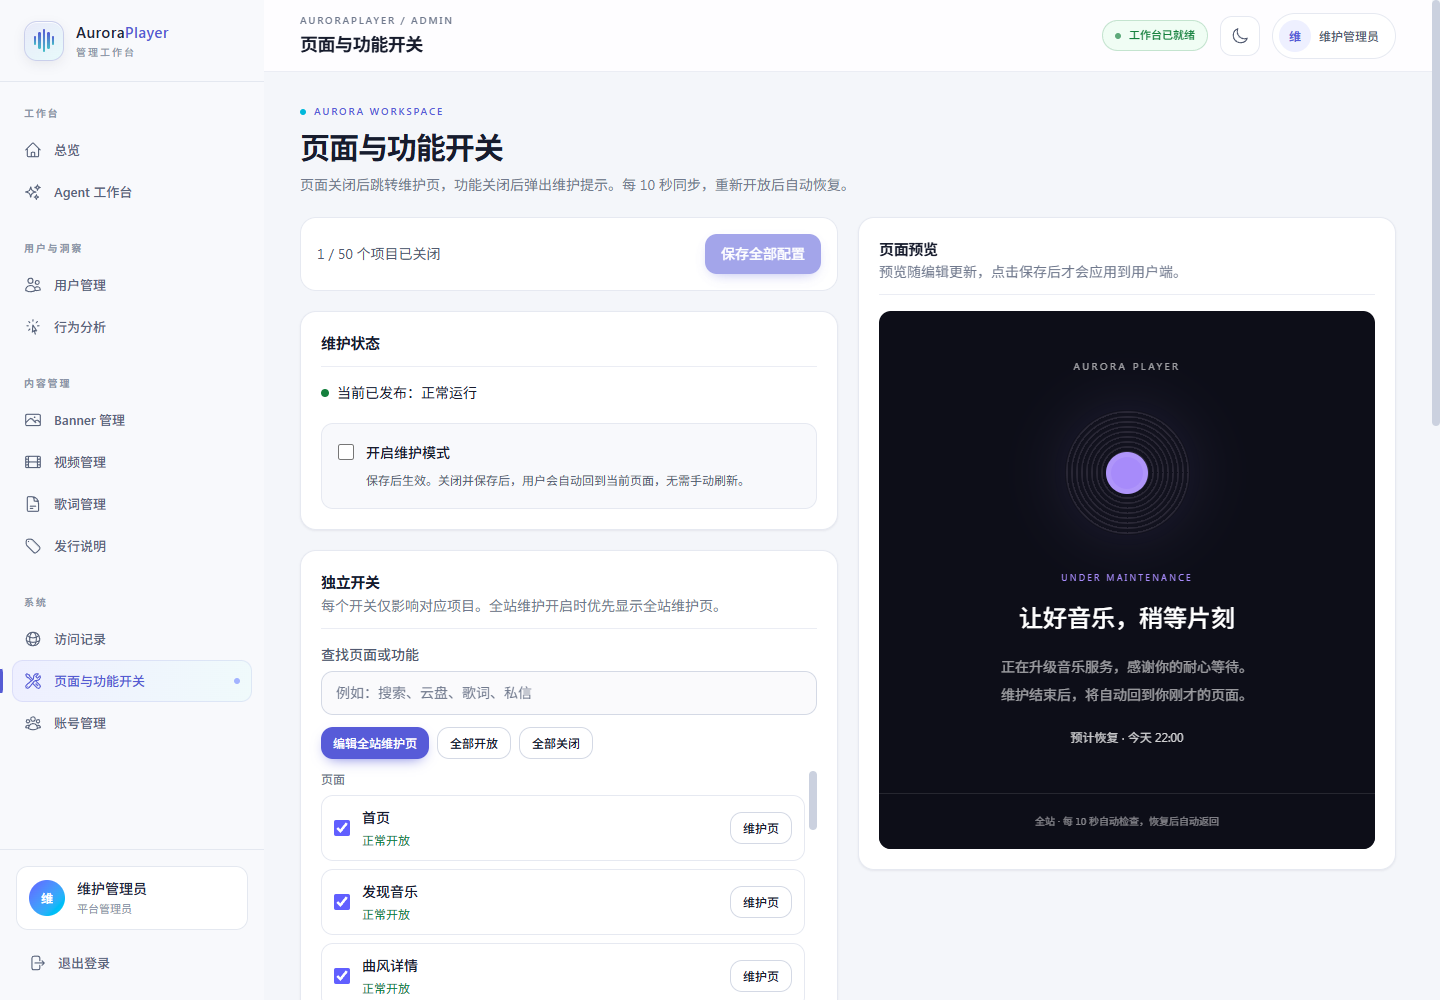 AuroraPlayer
管理工作台
工作台
总览
Agent 工作台
用户与洞察
用户管理
行为分析
内容管理
Banner 管理
视频管理
歌词管理
发行说明
系统
访问记录
页面与功能开关
账号管理
维
维护管理员
平台管理员
退出登录
AURORAPLAYER / ADMIN
页面与功能开关
工作台已就绪
维
维护管理员
AURORA WORKSPACE
页面与功能开关
页面关闭后跳转维护页，功能关闭后弹出维护提示。每 10 秒同步，重新开放后自动恢复。
1 / 50 个项目已关闭
保存全部配置
维护状态
当前已发布：正常运行
开启维护模式
保存后生效。关闭并保存后，用户会自动回到当前页面，无需手动刷新。
独立开关
每个开关仅影响对应项目。全站维护开启时优先显示全站维护页。
查找页面或功能
例如：搜索、云盘、歌词、私信
编辑全站维护页
全部开放
全部关闭
页面
首页
正常开放
维护页
发现音乐
正常开放
维护页
曲风详情
正常开放
维护页
页面预览
预览随编辑更新，点击保存后才会应用到用户端。
AURORA PLAYER
UNDER MAINTENANCE
让好音乐，稍等片刻
正在升级音乐服务，感谢你的耐心等待。
维护结束后，将自动回到你刚才的页面。
预计恢复 · 今天 22:00
全站 · 每 10 秒自动检查，恢复后自动返回